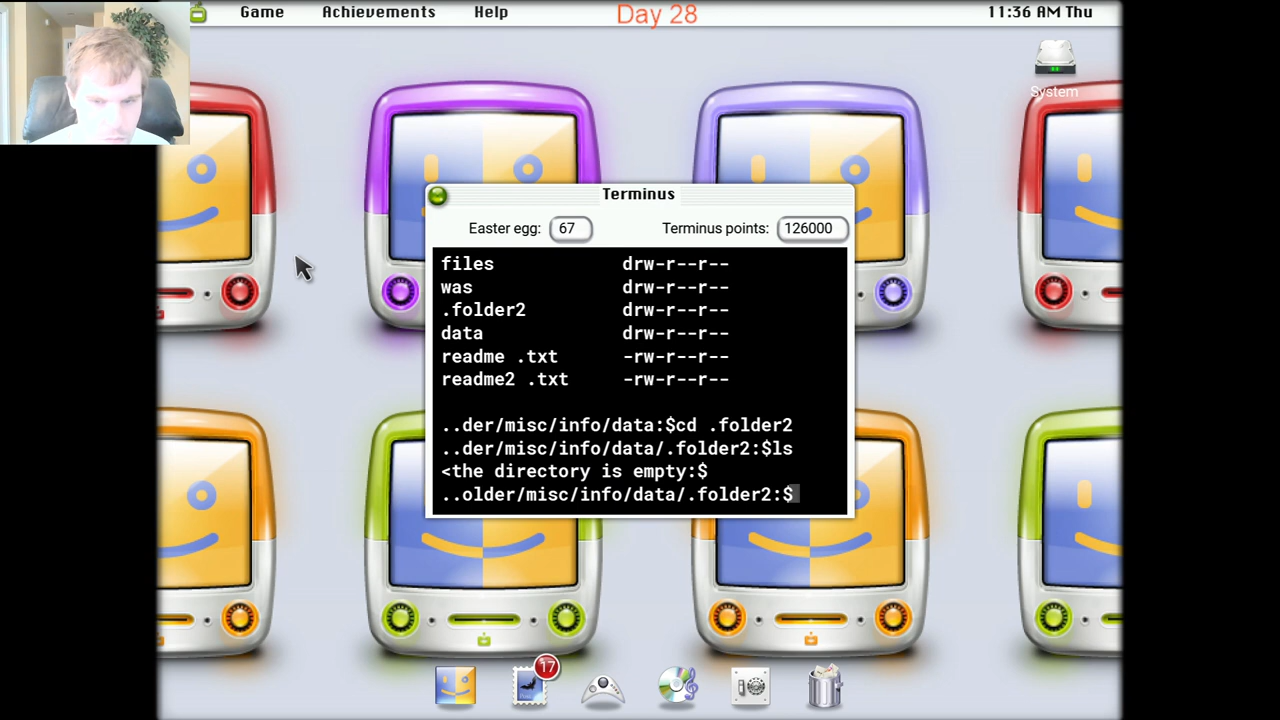 Game Achievements Help Day 28 11:36 AM Thu
System
Terminus
Easter egg: 67 Terminus points: 126000
files drw-r--r--
was drw-r--r--
.folder2 drw-r--r--
data drw-r--r--
readme .txt -rw-r--r--
readme2 .txt -rw-r--r--
..der/misc/info/data:$cd .folder2
..der/misc/info/data/.folder2:$ls
<the directory is empty:$
..older/misc/info/data/.folder2:$
17